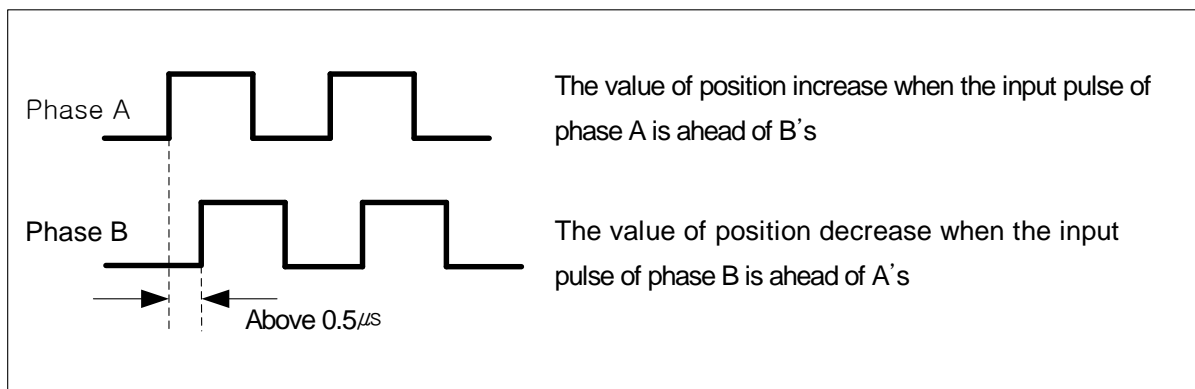 Phase A
The value of position increase when the input pulse of
phase A is ahead of B's
Phase B
The value of position decrease when the input
pulse of phase B is ahead of A's
Above 0.5㎲